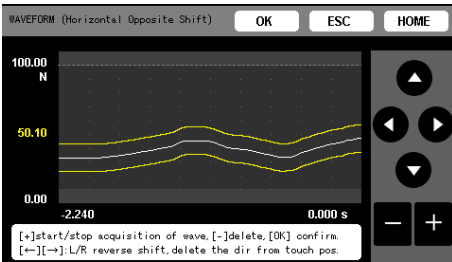 WAVEFORM (Horizontal Opposite Shift) OK ESC HOME
100.00
N
50.10
0.00
-2.240 0.000 s
[+]start/stop acquisition of wave,[-]delete,[OK] confirm.
[←][→]:L/R reverse shift,delete the dir from touch pos.
− +